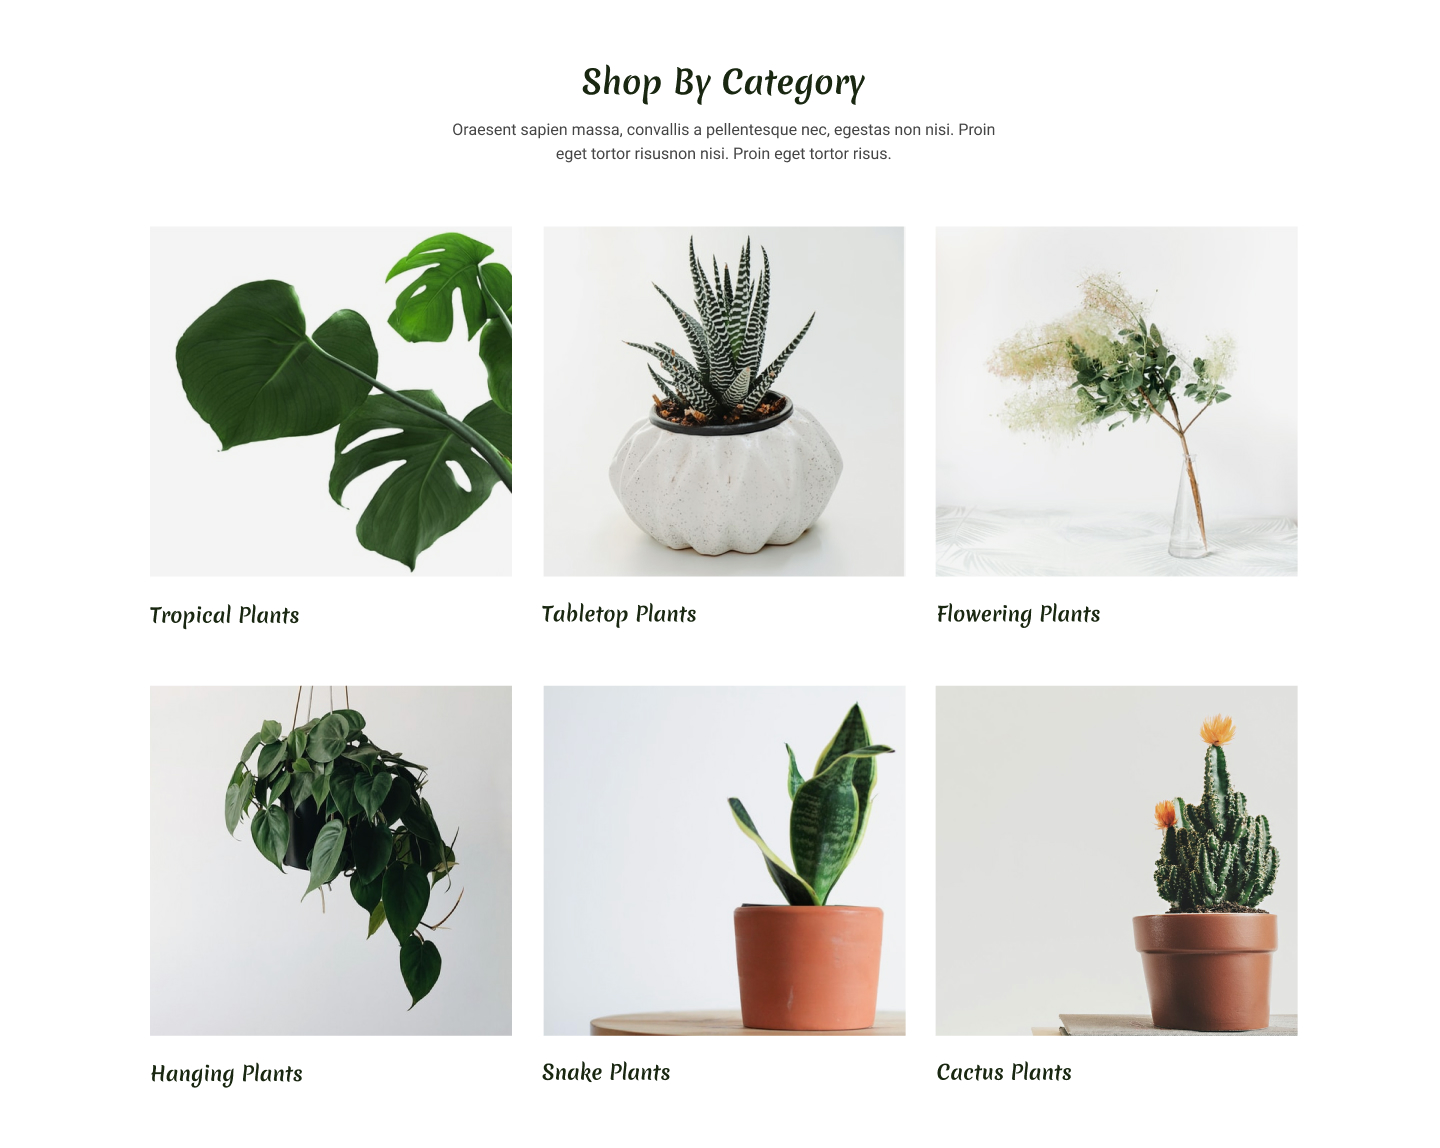 Shop By Category
Oraesent sapien massa, convallis a pellentesque nec, egestas non nisi. Proin
eget tortor risusnon nisi. Proin eget tortor risus.
Tropical Plants
Tabletop Plants
Flowering Plants
Hanging Plants
Snake Plants
Cactus Plants